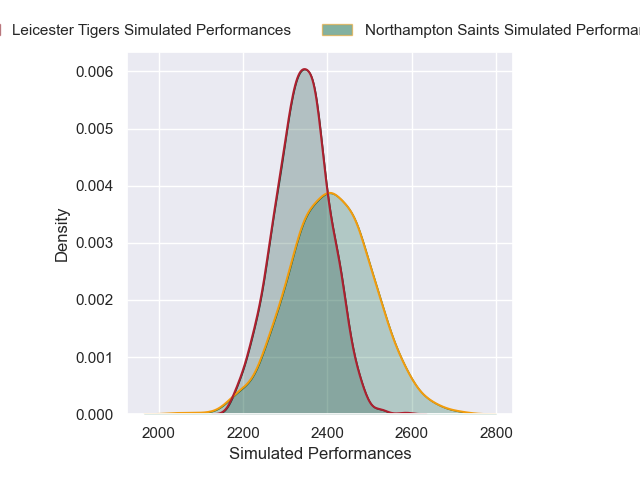 Leicester Tigers Simulated Performances Northampton Saints Simulated
0.006
0.005
0.004
0.003
0.002
0.001
0.000
Density
2000 2200 2400 2600 2800
Simulated Performances